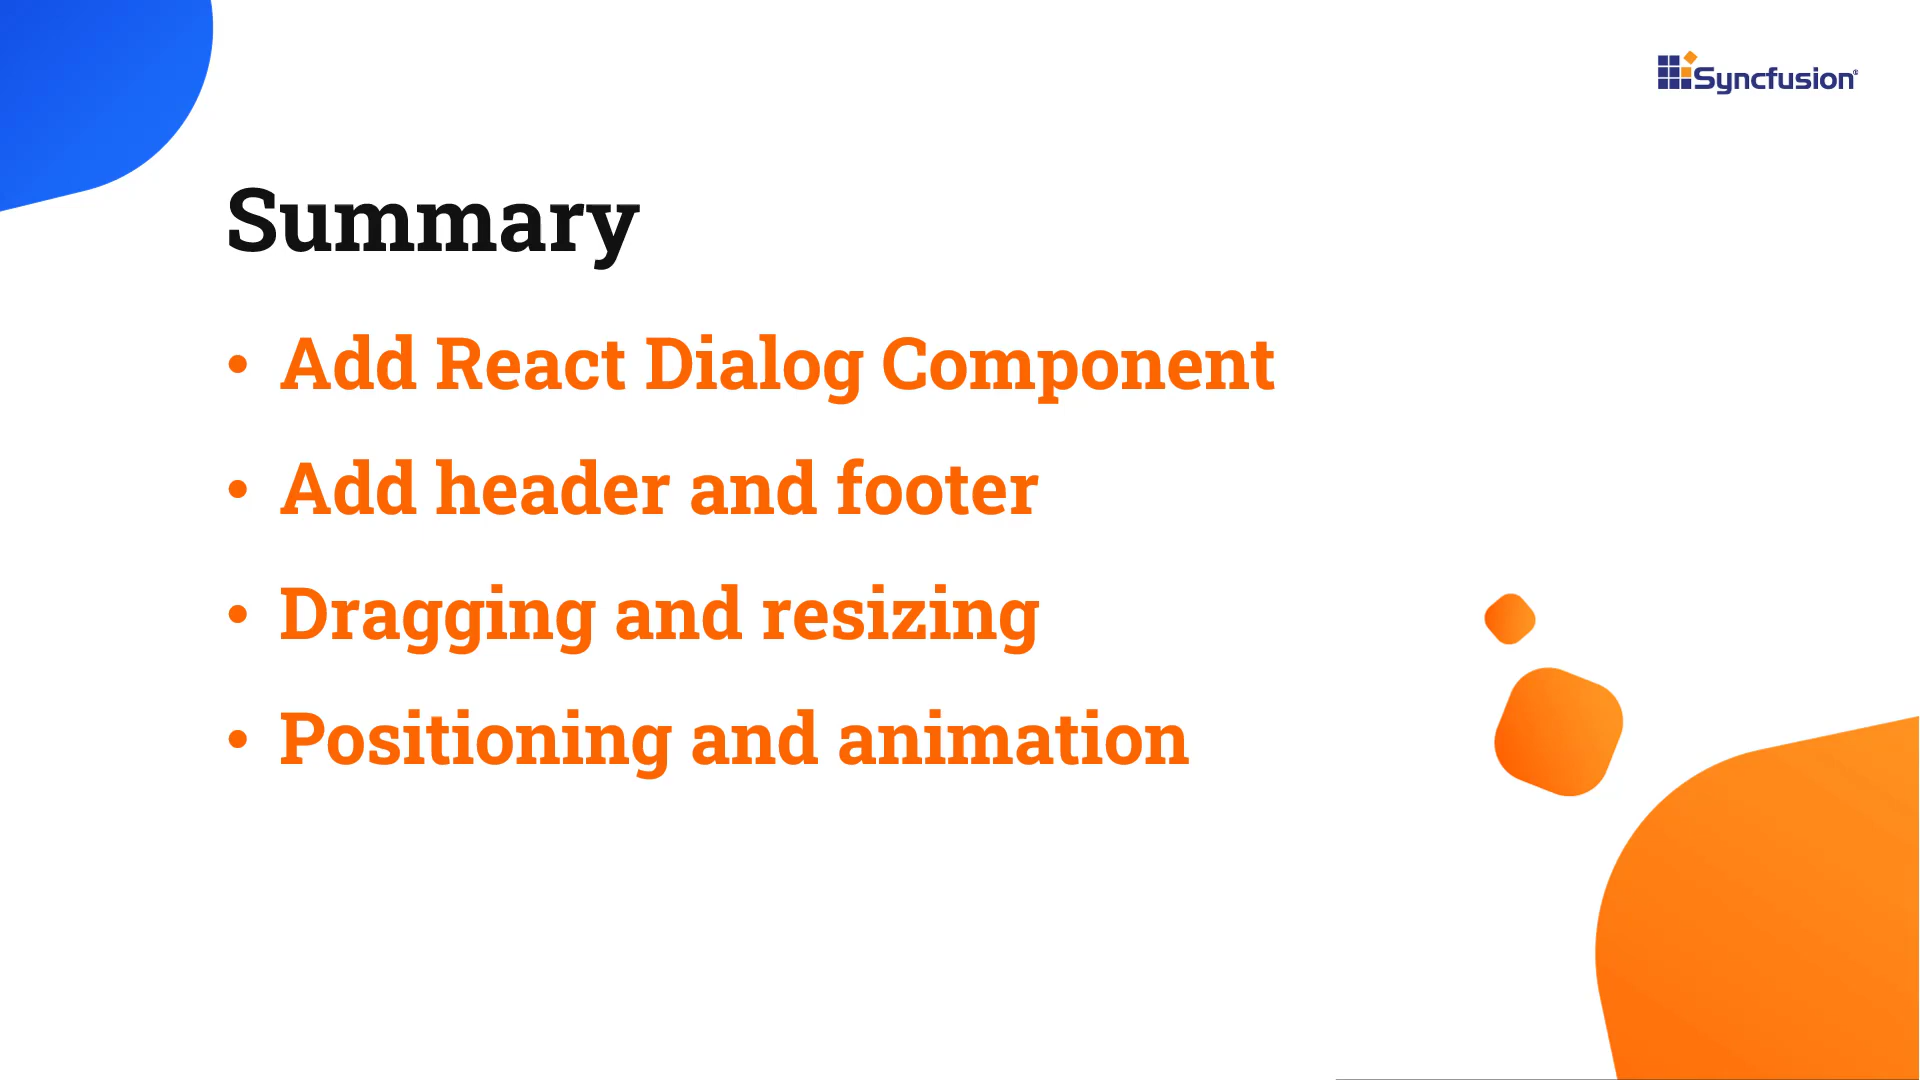 Syncfusion®
Summary
• Add React Dialog Component
• Add header and footer
• Dragging and resizing
• Positioning and animation